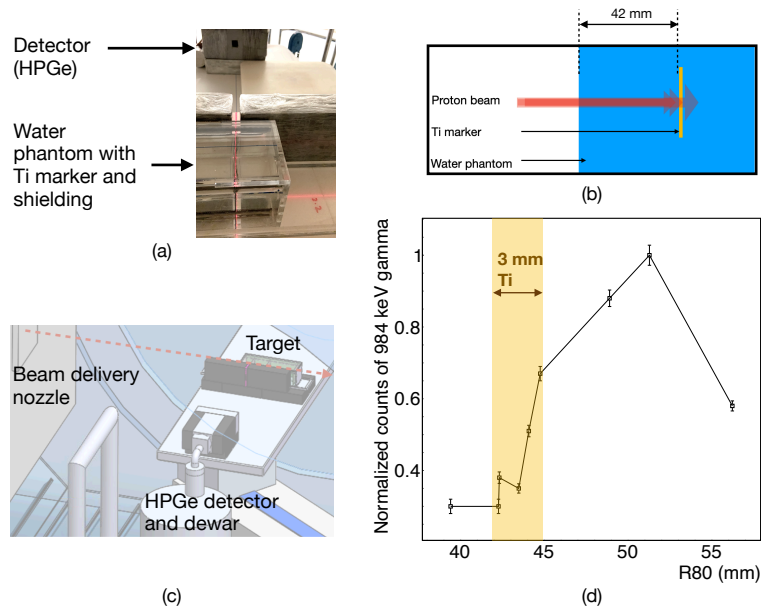 Detector
(HPGe)
Water
phantom with
Ti marker and
shielding
(a)
42 mm
Proton beam
Ti marker
Water phantom
(b)
Target
Beam delivery
nozzle
HPGe detector
and dewar
(c)
Normalized counts of 984 keV gamma
3 mm
Ti
1
0.8
0.6
0.4
40 45 50 55
R80 (mm)
(d)